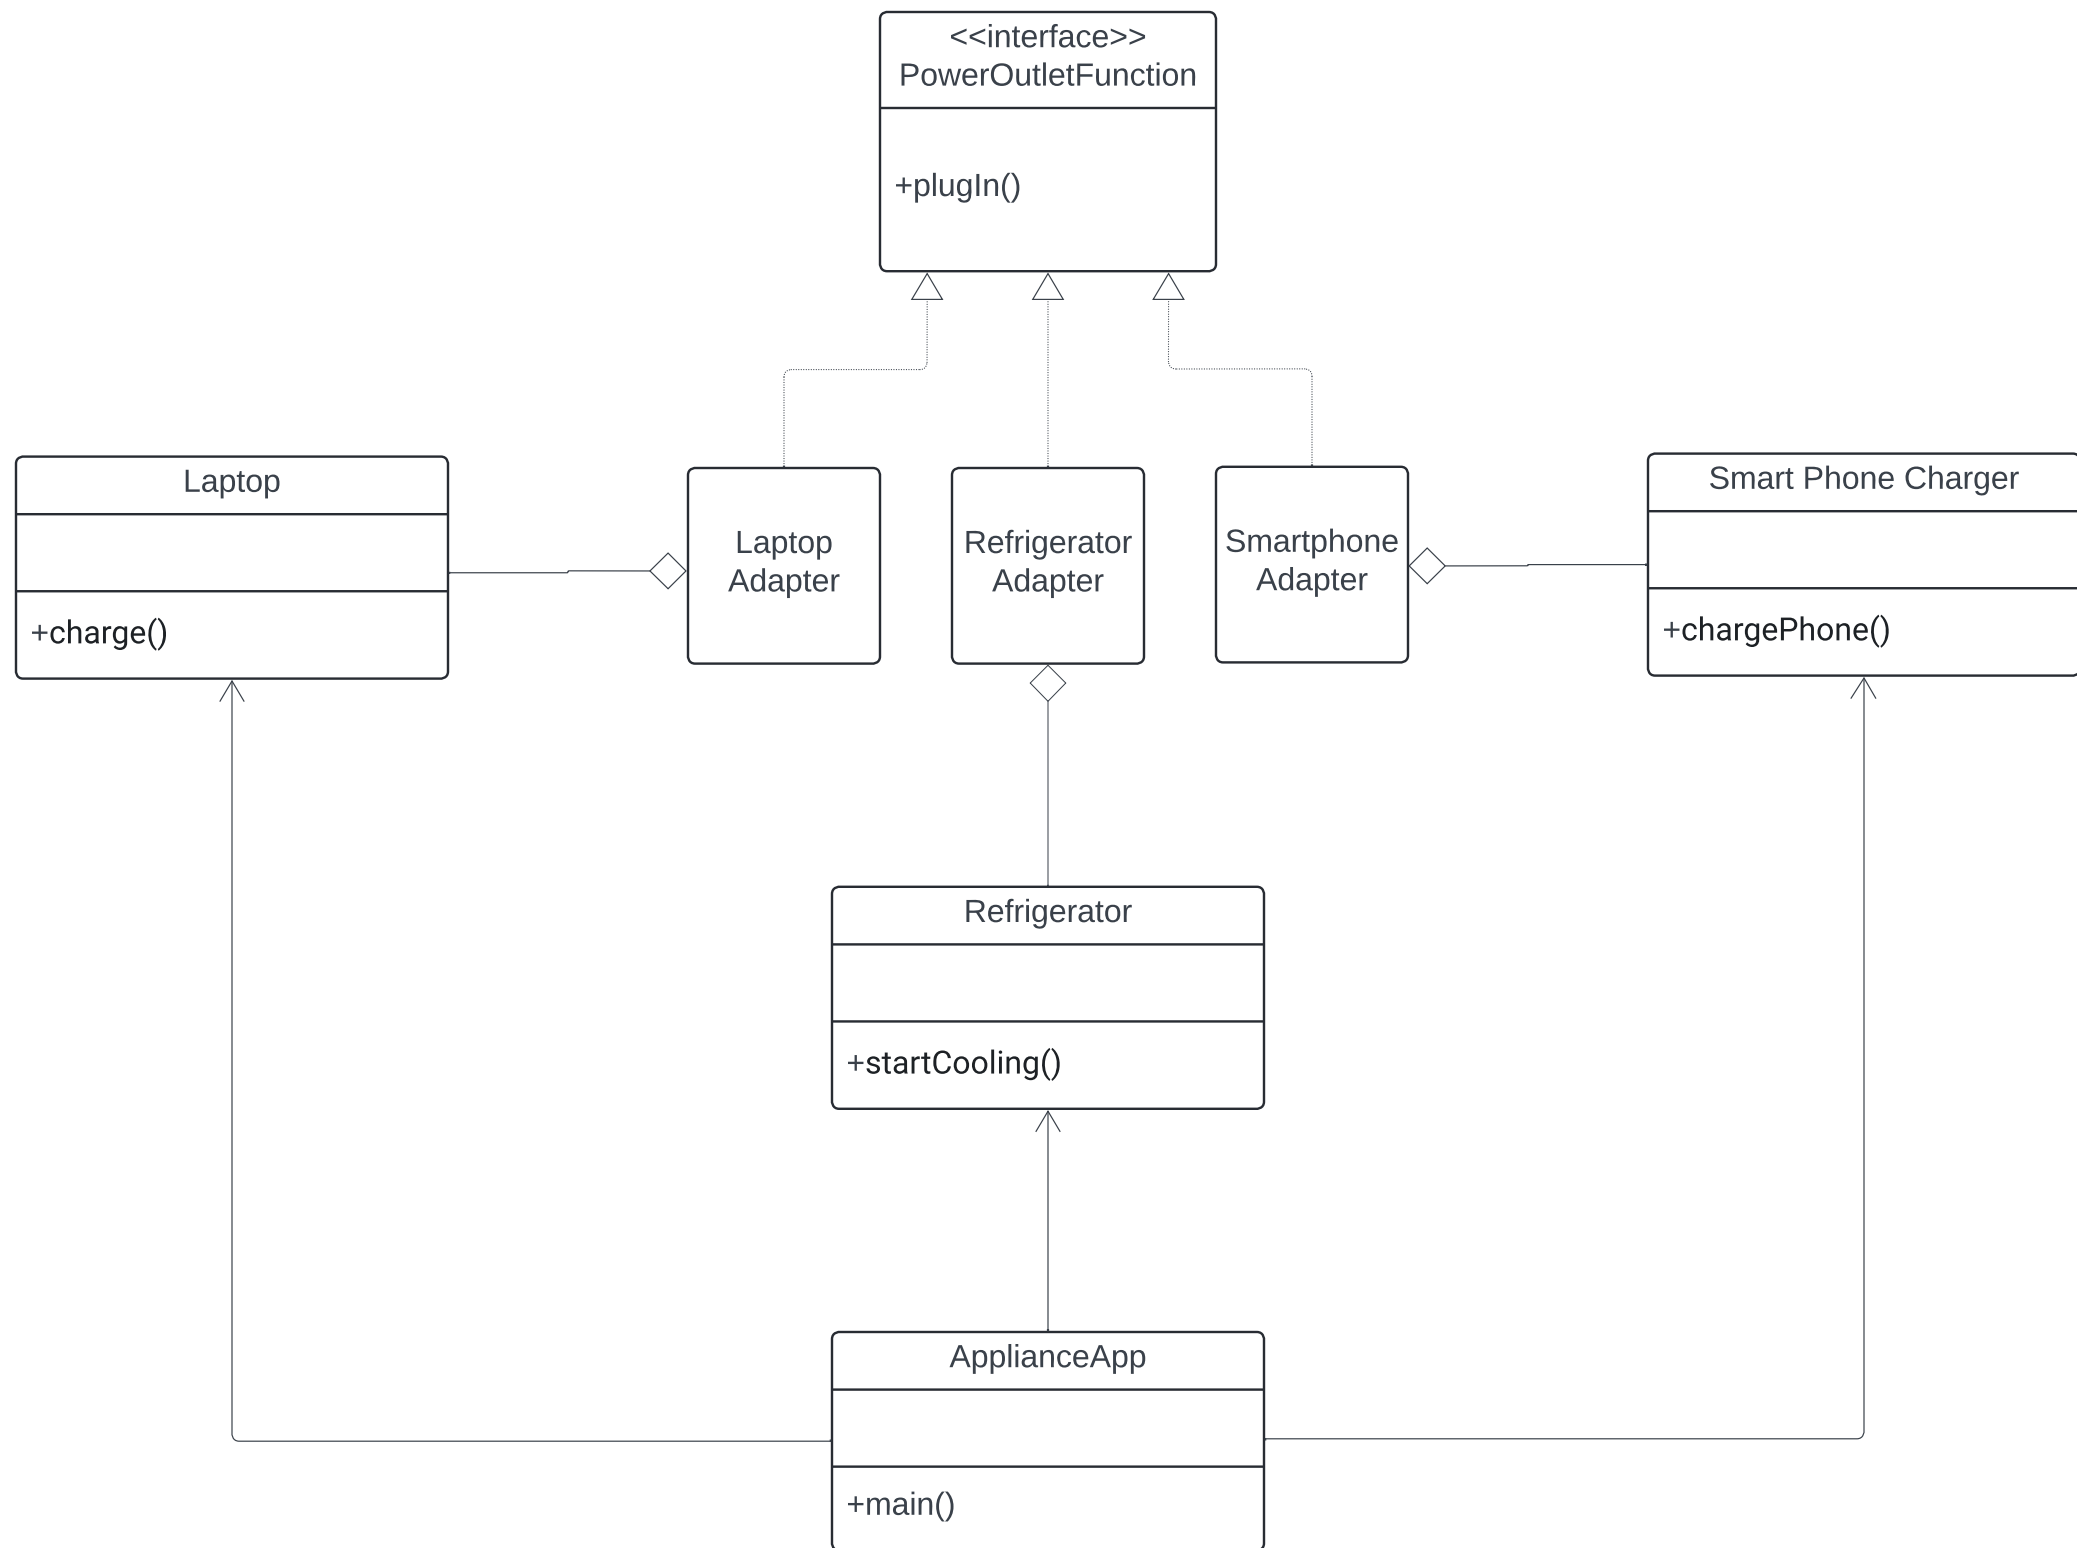 <<interface>>
PowerOutletFunction
+plugIn()
Laptop
+charge()
Laptop
Adapter
Refrigerator
Adapter
Smartphone
Adapter
Smart Phone Charger
+chargePhone()
Refrigerator
+startCooling()
ApplianceApp
+main()